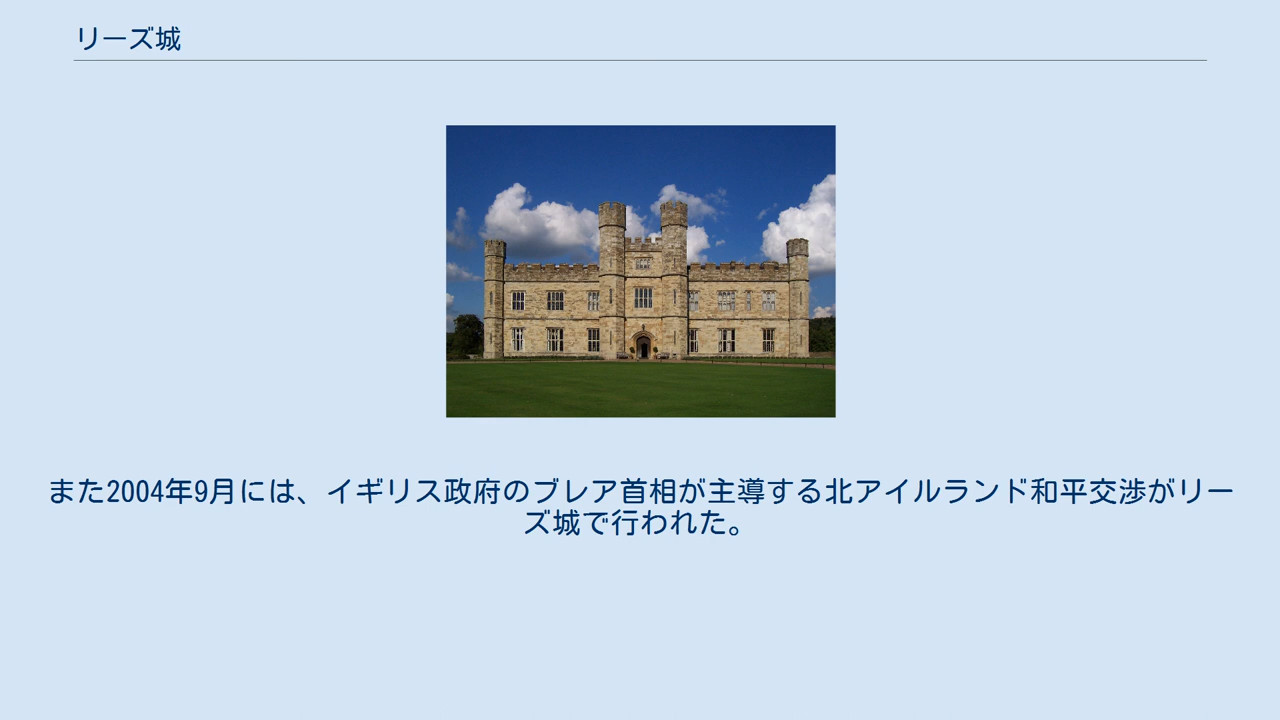 リーズ城
また2004年9月には、イギリス政府のブレア首相が主導する北アイルランド和平交渉がリー
ズ城で行われた。